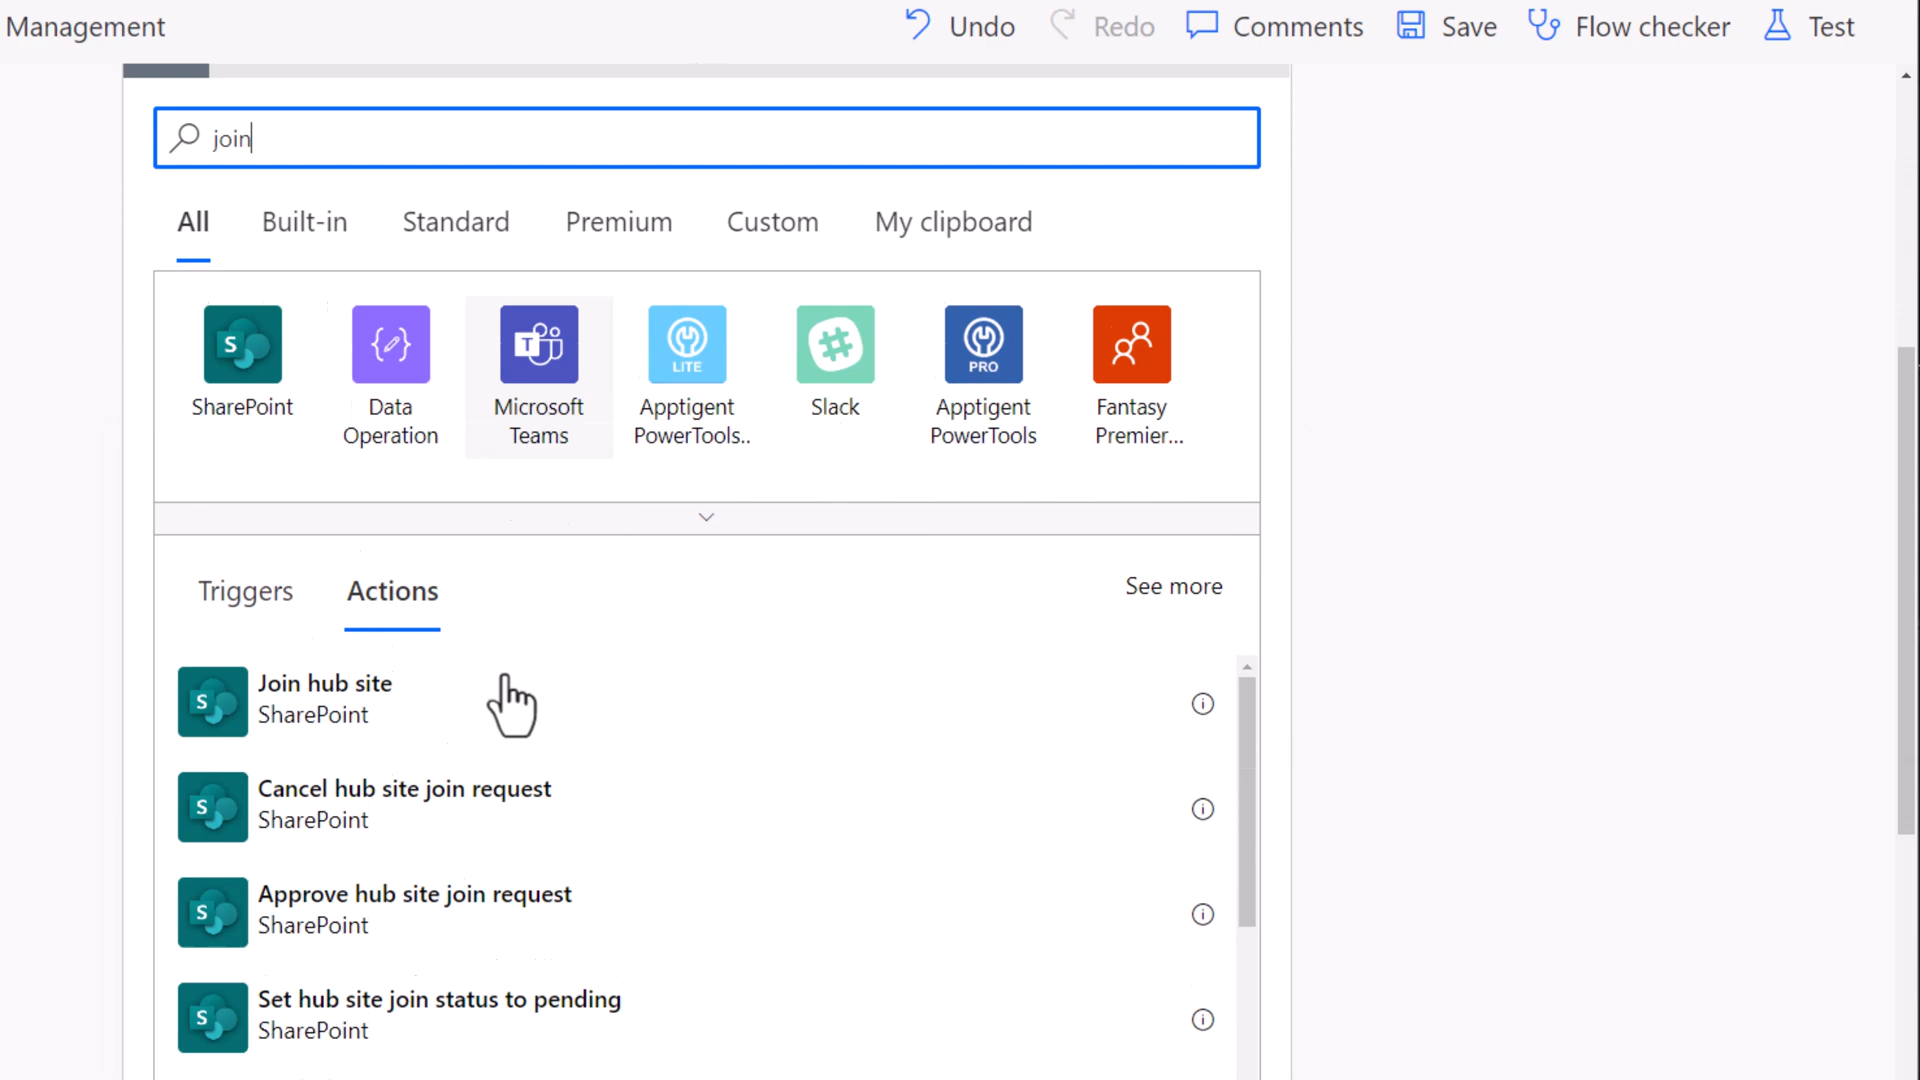 Management
Undo
Redo
Comments
Save
Flow checker
Test
join
All
Built-in
Standard
Premium
Custom
My clipboard
S
SharePoint
Data
Operation
T
Microsoft
Teams
LITE
Apptigent
PowerTools..
Slack
PRO
Apptigent
PowerTools
Fantasy
Premier...
Triggers
Actions
See more
S
Join hub site
SharePoint
S
Cancel hub site join request
SharePoint
S
Approve hub site join request
SharePoint
S
Set hub site join status to pending
SharePoint